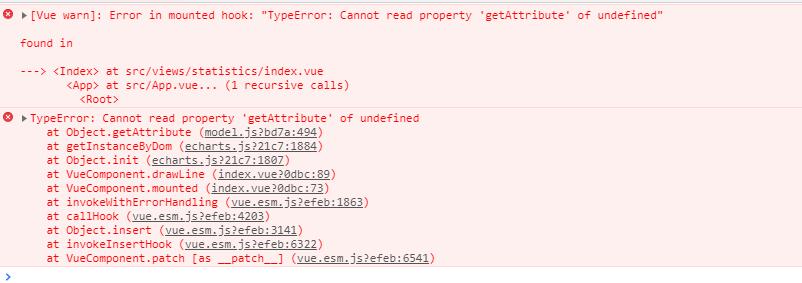 [Vue warn]: Error in mounted hook: "TypeError: Cannot read property 'getAttribute' of undefined"
found in
---> <Index> at src/views/statistics/index.vue
<App> at src/App.vue... (1 recursive calls)
<Root>
TypeError: Cannot read property 'getAttribute' of undefined
at Object.getAttribute (model.js?bd7a:494)
at getInstanceByDom (echarts.js?21c7:1884)
at Object.init (echarts.js?21c7:1807)
at VueComponent.drawLine (index.vue?0dbc:89)
at VueComponent.mounted (index.vue?0dbc:73)
at invokeWithErrorHandling (vue.esm.js?efeb:1863)
at callHook (vue.esm.js?efeb:4203)
at Object.insert (vue.esm.js?efeb:3141)
at invokeInsertHook (vue.esm.js?efeb:6322)
at VueComponent.patch [as __patch__] (vue.esm.js?efeb:6541)